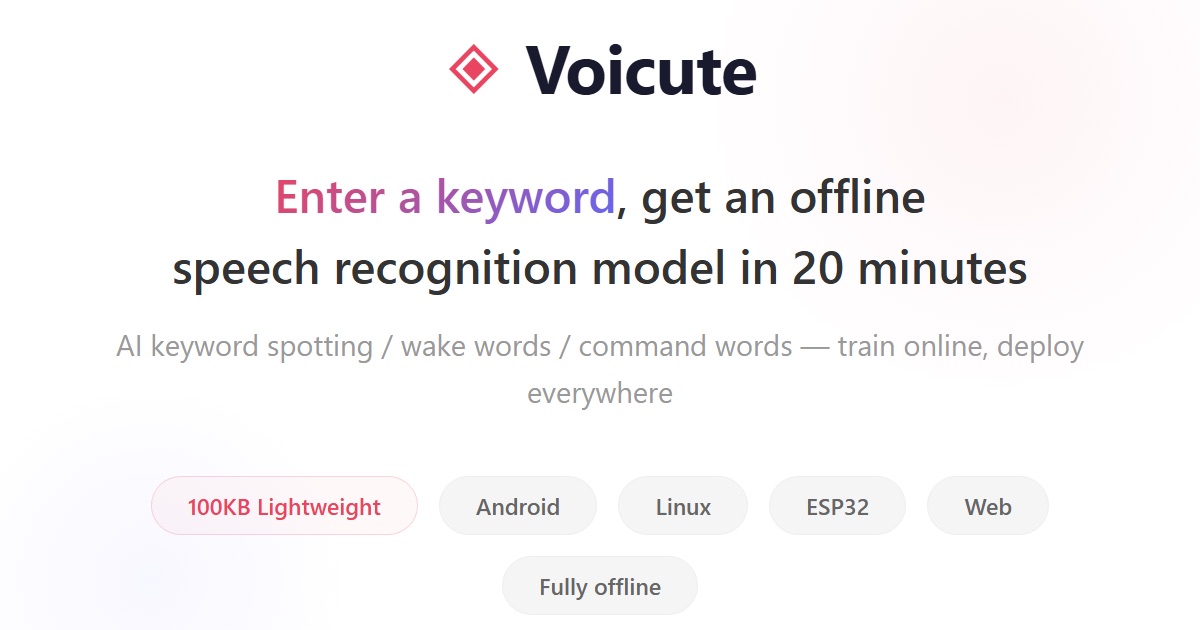 Voicute
Enter a keyword, get an offline
speech recognition model in 20 minutes
AI keyword spotting / wake words / command words — train online, deploy
everywhere
100KB Lightweight
Android
Linux
ESP32
Web
Fully offline